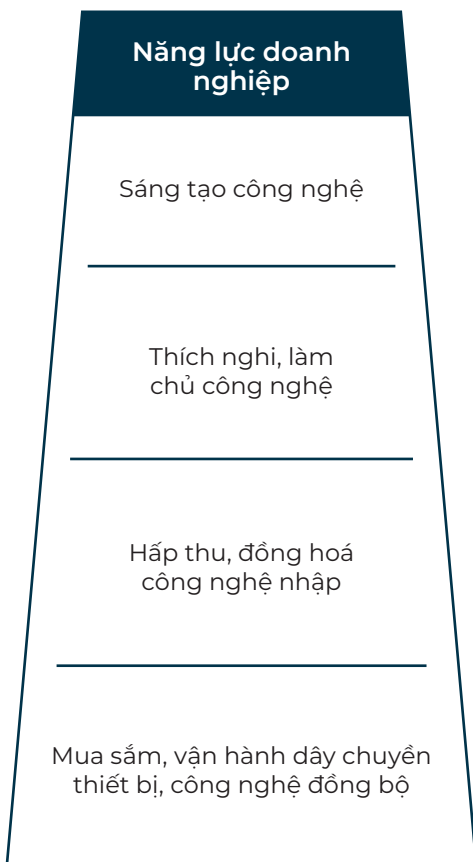 Năng lực doanh
nghiệp
Sáng tạo công nghệ
Thích nghi, làm
chủ công nghệ
Hấp thu, đồng hoá
công nghệ nhập
Mua sắm, vận hành dây chuyền
thiết bị, công nghệ đồng bộ